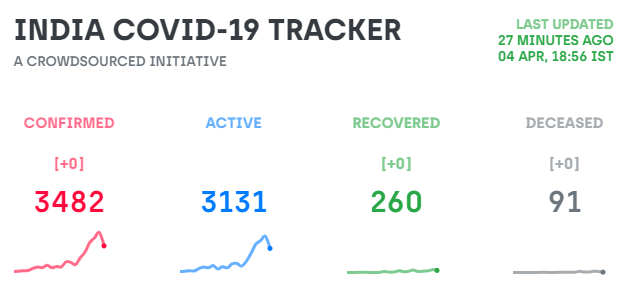 INDIA COVID-19 TRACKER
A CROWDSOURCED INITIATIVE
LAST UPDATED
27 MINUTES AGO
04 APR, 18:56 IST
CONFIRMED ACTIVE RECOVERED DECEASED
[+0] [+0] [+0]
3482 3131 260 91